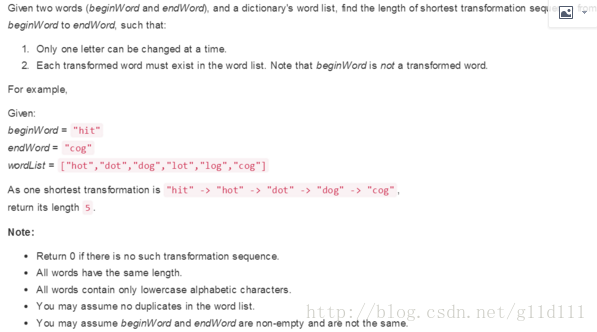 Given two words (beginWord and endWord), and a dictionary's word list, find the length of shortest transformation from
beginWord to endWord, such that:
1. Only one letter can be changed at a time.
2. Each transformed word must exist in the word list. Note that beginWord is not a transformed word.
For example,
Given:
beginWord = "hit"
endWord = "cog"
wordList = ["hot","dot","dog","lot","log","cog"]
As one shortest transformation is "hit" -> "hot" -> "dot" -> "dog" -> "cog",
return its length 5.
Note:
• Return 0 if there is no such transformation sequence.
• All words have the same length.
• All words contain only lowercase alphabetic characters.
• You may assume no duplicates in the word list.
• You may assume beginWord and endWord are non-empty and are not the same.
http://blog.csdn.net/g11d111